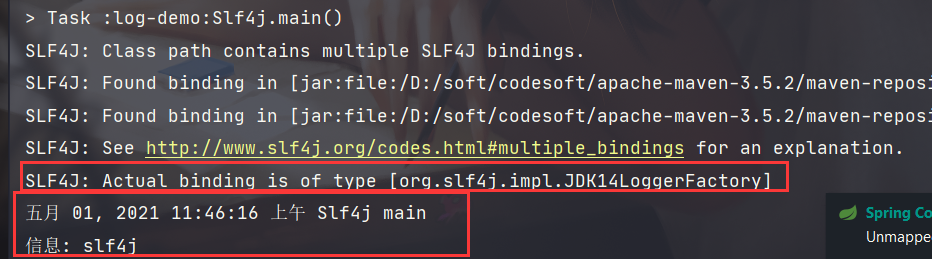 > Task :log-demo:Slf4j.main()
SLF4J: Class path contains multiple SLF4J bindings.
SLF4J: Found binding in [jar:file:/D:/soft/codesoft/apache-maven-3.5.2/maven-reposi
SLF4J: Found binding in [jar:file:/D:/soft/codesoft/apache-maven-3.5.2/maven-reposi
SLF4J: See http://www.slf4j.org/codes.html#multiple_bindings for an explanation.
SLF4J: Actual binding is of type [org.slf4j.impl.JDK14LoggerFactory]
五月 01, 2021 11:46:16 上午 Slf4j main
信息: slf4j
Spring Co
Unmapped